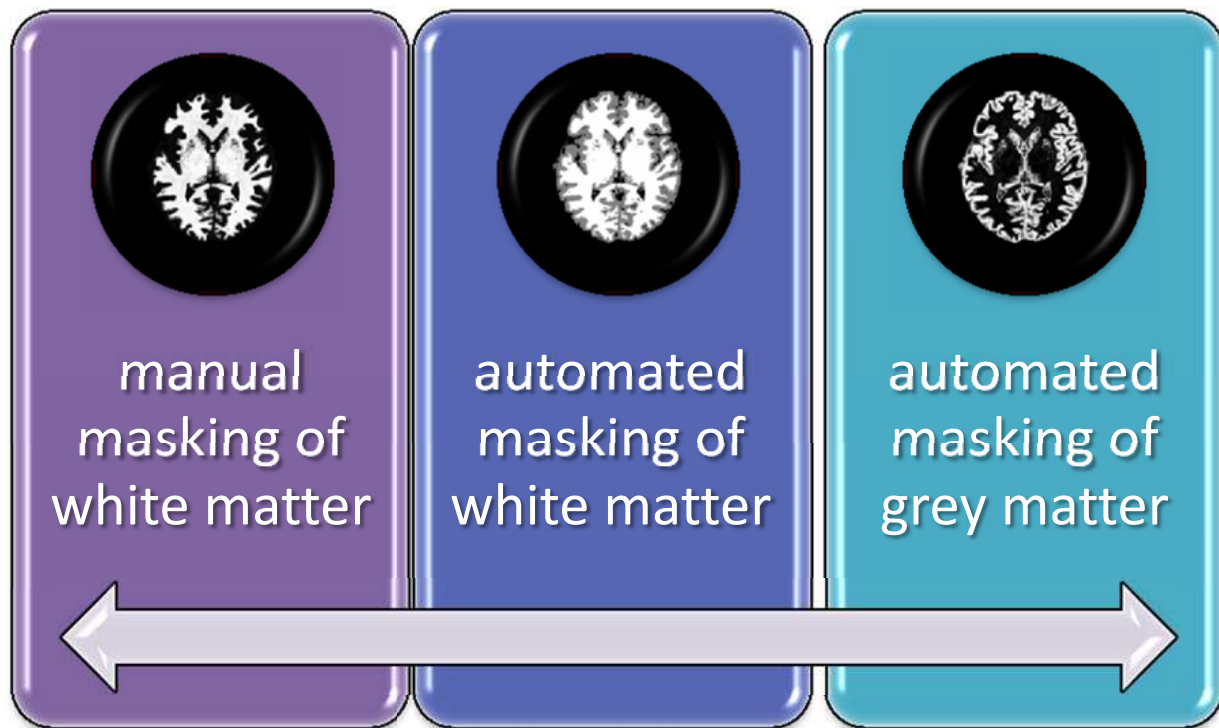 manual
masking of
white matter
automated
masking of
white matter
automated
masking of
grey matter